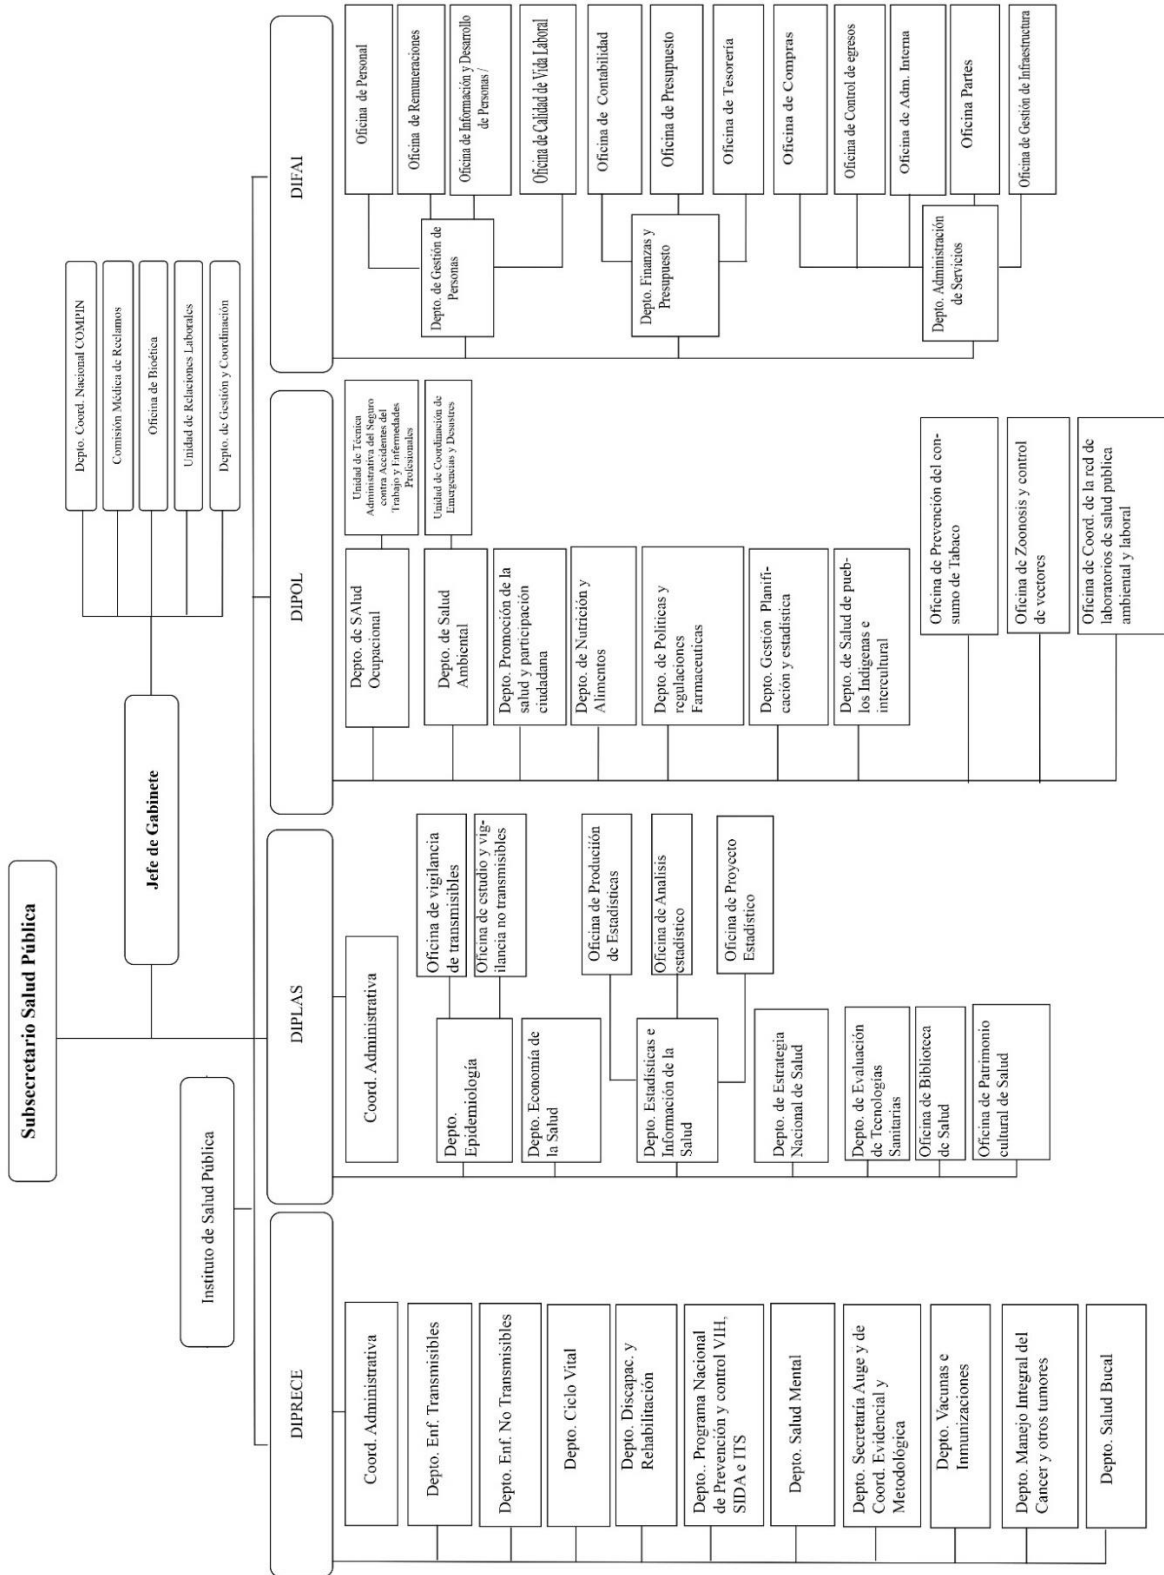 Subsecretario Salud Pública
Instituto de Salud Pública
Jefe de Gabinete
Depto. Coord. Nacional COMPIN
Comisión Médica de Reclamos
Oficina de Bioética
Unidad de Relaciones Laborales
Depto. de Gestión y Coordinación
DIPRECE
Coord. Administrativa
Depto. Enf. Transmisibles
Depto. Enf. No Transmisibles
Depto. Ciclo Vital
Depto. Discapac. y
Rehabilitación
Depto.. Programa Nacional
de Prevención y control VIH,
SIDA e ITS
Depto. Salud Mental
Depto. Secretaría Auge y de
Coord. Evidencial y
Metodológica
Depto. Vacunas e
Inmunizaciones
Depto. Manejo Integral del
Cancer y otros tumores
Depto. Salud Bucal
DIPLAS
Coord. Administrativa
Depto.
Epidemiología
Oficina de vigilancia
de transmisibles
Oficina de estudio y vig-
ilancia no transmisibles
Depto. Economía de
la Salud
Depto. Estadísticas e
Información de la
Salud
Oficina de Produciión
de Estadísticas
Oficina de Analisis
estadistico
Oficina de Proyecto
Estadístico
Depto. de Estrategia
Nacional de Salud
Depto. de Evaluación
de Tecnologías
Sanitarias
Oficina de Biblioteca
de Salud
Oficina de Patrimonio
cultural de Salud
DIPOL
Depto. de SAlud
Ocupacional
Unidad de Técnica
Administrativa del Seguro
contra Accidentes del
Trabajo y Enfermedades
Profesionales
Depto. de Salud
Ambiental
Unidad de Coordinación de
Emergencias y Desastres
Depto. Promoción de la
salud y participación
ciudadana
Depto. de Nutrición y
Alimentos
Depto. de Políticas y
regulaciones
Farmaceuticas
Depto. Gestión Planifi-
cación y estadística
Depto. de Salud de pueb-
los Indígenas e
intercultural
Oficina de Prevención del con-
sumo de Tabaco
Oficina de Zoonosis y control
de vectores
Oficina de Coord. de la red de
laboratorios de salud publica
ambiental y laboral
DIFAI
Depto. de Gestión de
Personas
Oficina de Personal
Oficina de Remuneraciones
Oficina de Información y Desarrollo
de Personas /
Oficina de Calidad de Vida Laboral
Depto. Finanzas y
Presupuesto
Oficina de Contabilidad
Oficina de Presupuesto
Oficina de Tesorería
Depto. Administración
de Servicios
Oficina de Compras
Oficina de Control de egresos
Oficina de Adm. Interna
Oficina Partes
Oficina de Gestión de Infraestructura